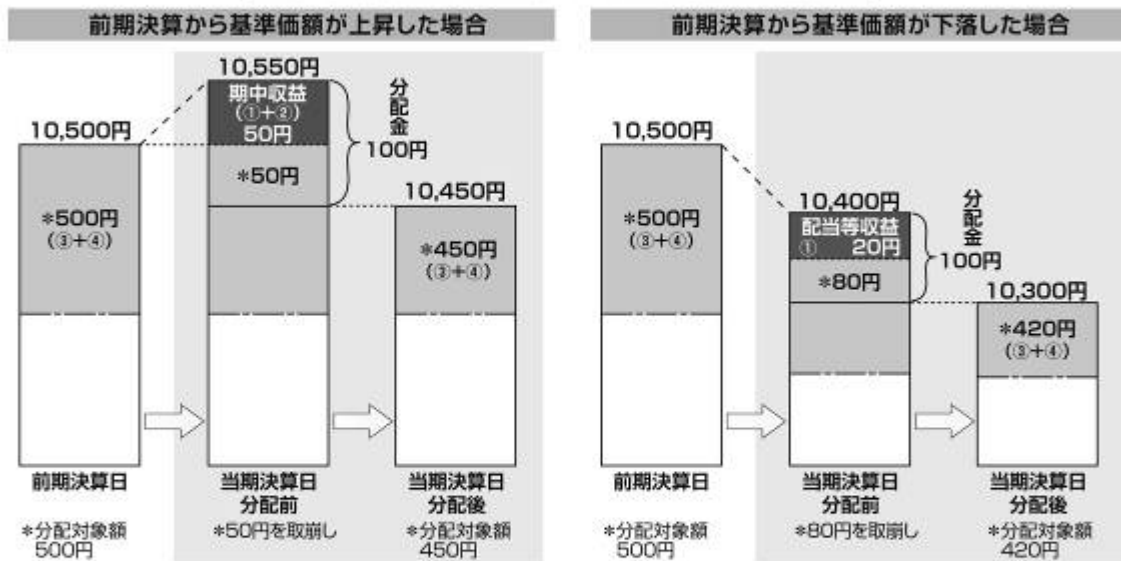 前期決算から基準価額が上昇した場合
10,550円
期中収益
(①+②)
50円
分配金
100円
10,500円
*50円
10,450円
*500円
(③+④)
*450円
(③+④)
前期決算日
当期決算日
分配前
当期決算日
分配後
*分配対象額
500円
*50円を取崩し
*分配対象額
450円
前期決算から基準価額が下落した場合
10,500円
10,400円
配当等収益
① 20円
分配金
100円
*500円
(③+④)
*80円
10,300円
*420円
(③+④)
前期決算日
当期決算日
分配前
当期決算日
分配後
*分配対象額
500円
*80円を取崩し
*分配対象額
420円